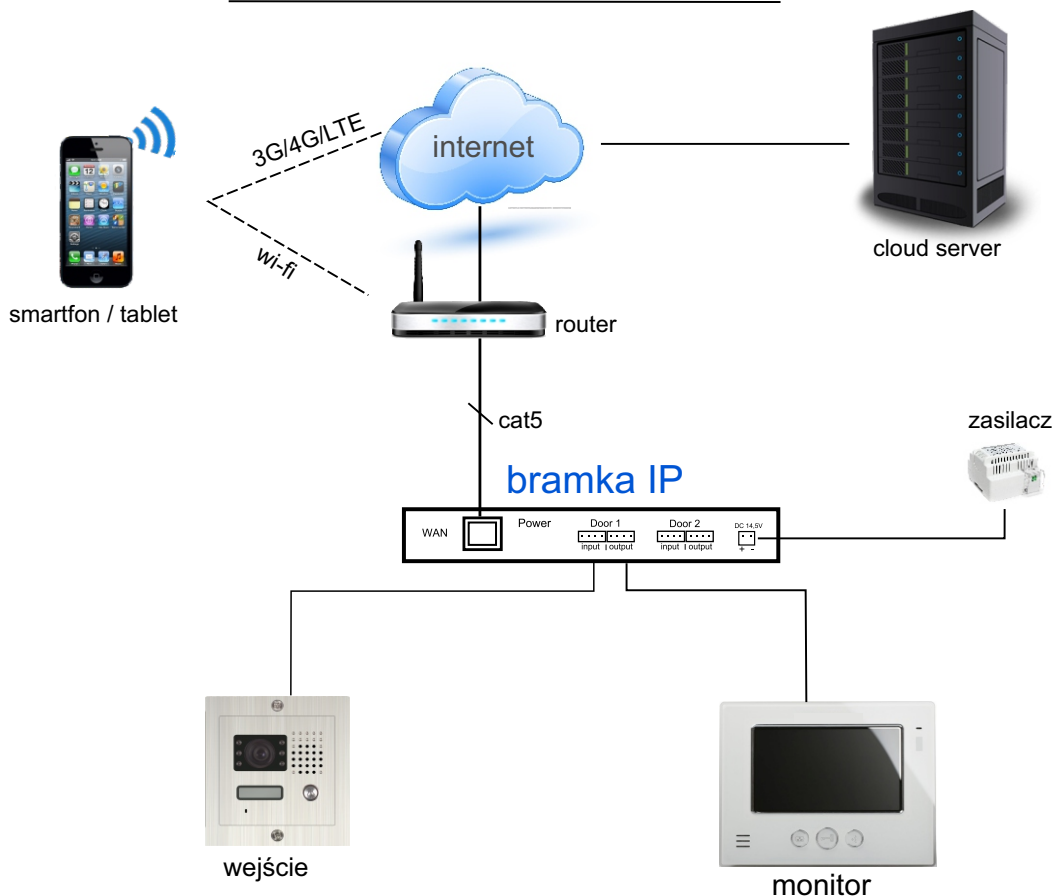 3G/4G/LTE
internet
cloud server
wi-fi
smartfon / tablet
router
cat5
zasilacz
bramka IP
WAN
Power
Door 1
Door 2
DC 14,5V
input
output
input
output
+ -
wejście
monitor